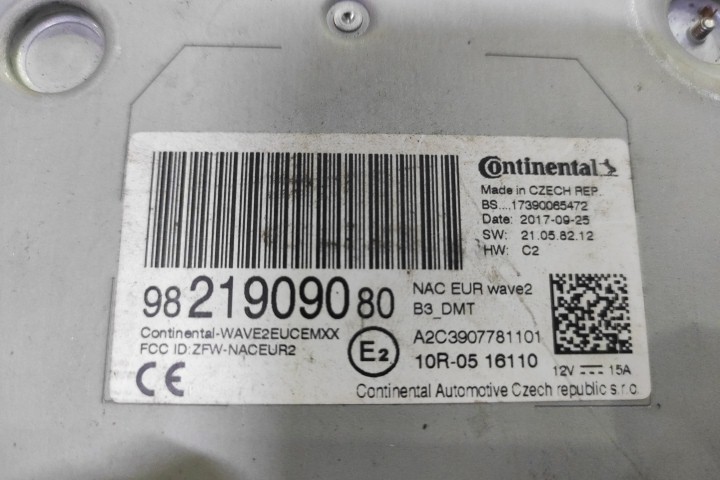 Continental
Made in CZECH REP.
BS....17390065472
Date: 2017-09-25
SW: 21.05.82.12
HW: C2
98 219090 80
NAC EUR wave2
B3_DMT
Continental-WAVE2EUCEMXX
FCC ID:ZFW-NACEUR2
E2
A2C3907781101
10R-05 16110
12V 15A
CE
Continental Automotive Czech republic s.r.o